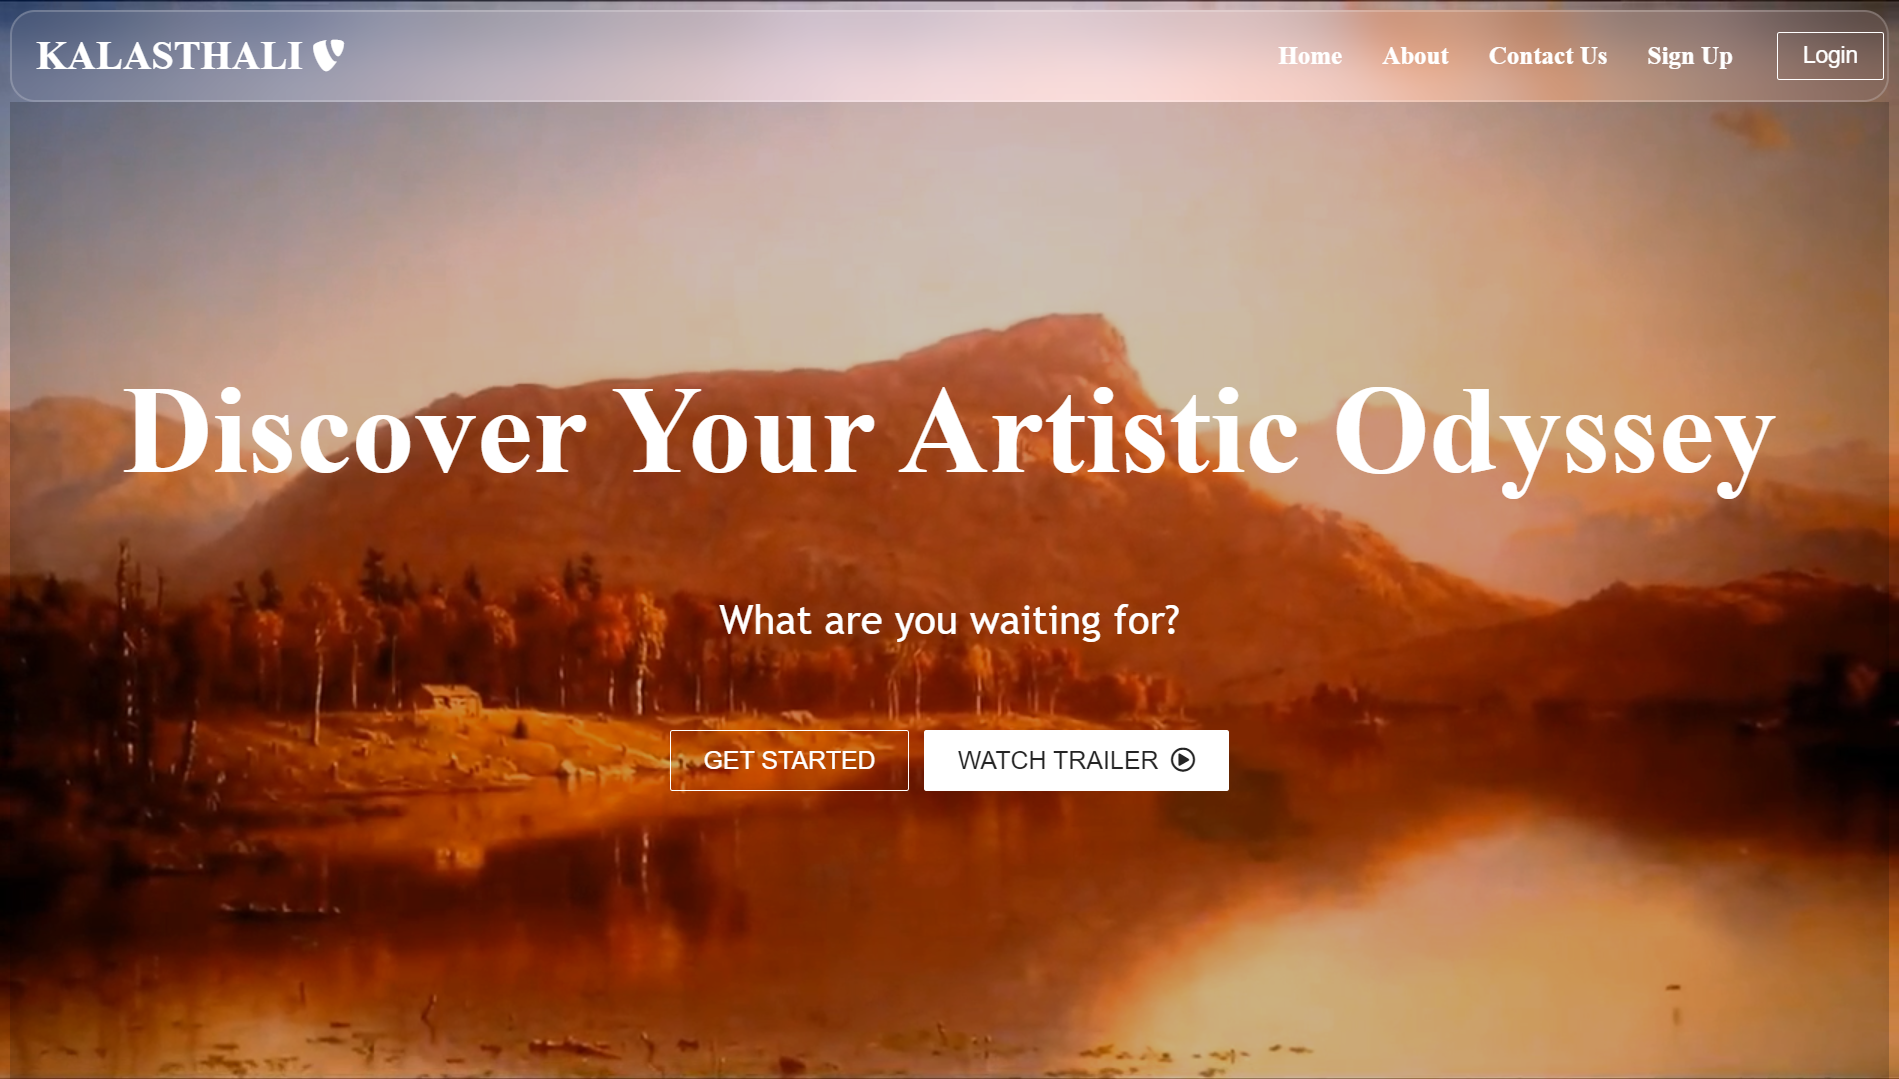 KALASTHALI
Home About Contact Us Sign Up Login
Discover Your Artistic Odyssey
What are you waiting for?
GET STARTED WATCH TRAILER